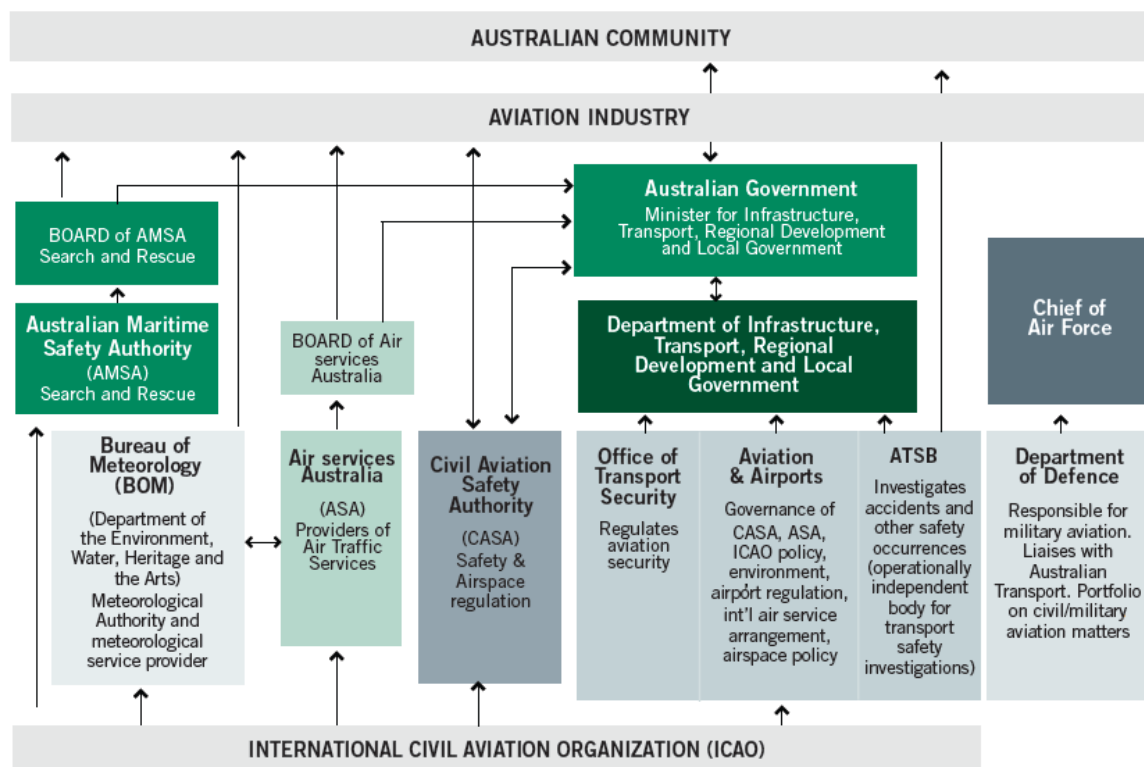 AUSTRALIAN COMMUNITY
AVIATION INDUSTRY
BOARD of AMSA
Search and Rescue
Australian Government
Minister for Infrastructure,
Transport, Regional Development
and Local Government
Chief of
Air Force
Australian Maritime
Safety Authority
(AMSA)
Search and Rescue
BOARD of Air
services
Australia
Department of Infrastructure,
Transport, Regional
Development and Local
Government
Bureau of
Meteorology
(BOM)
(Department of
the Environment,
Water, Heritage and
the Arts)
Meteorological
Authority and
meteorological
service provider
Air services
Australia
(ASA)
Providers of
Air Traffic
Services
Civil Aviation
Safety
Authority
(CASA)
Safety &
Airspace
regulation
Office of
Transport
Security
Regulates
aviation
security
Aviation
& Airports
Governance of
CASA, ASA,
ICAO policy,
environment,
airport regulation,
int'l air service
arrangement,
airspace policy
ATSB
Investigates
accidents and
other safety
occurrences
(operationally
independent
body for
transport
safety
investigations)
Department
of Defence
Responsible for
military aviation.
Liaises with
Australian
Transport. Portfolio
on civil/military
aviation matters
INTERNATIONAL CIVIL AVIATION ORGANIZATION (ICAO)